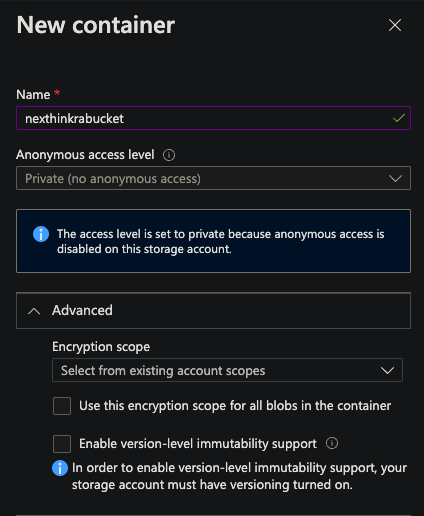 New container
Name *
nexthinkrabucket
Anonymous access level
Private (no anonymous access)
The access level is set to private because anonymous access is
disabled on this storage account.
Advanced
Encryption scope
Select from existing account scopes
Use this encryption scope for all blobs in the container
Enable version-level immutability support
In order to enable version-level immutability support, your
storage account must have versioning turned on.